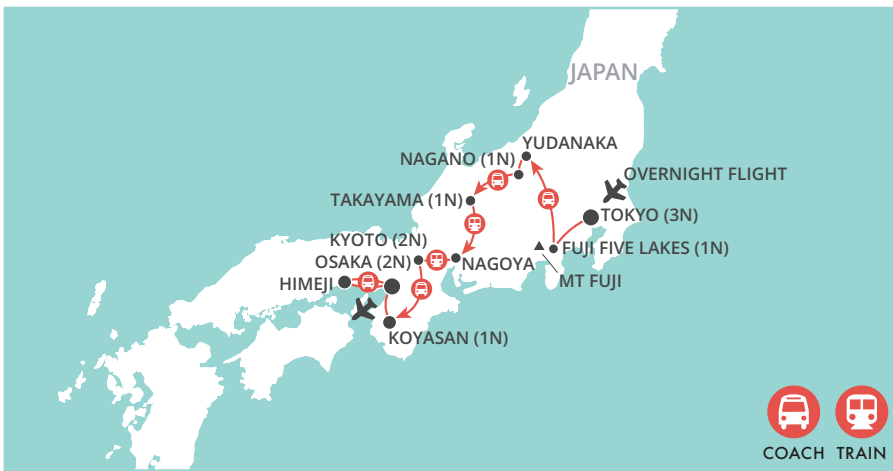 JAPAN
YUDANAKA
NAGANO (1N)
OVERNIGHT FLIGHT
TAKAYAMA (1N)
TOKYO (3N)
KYOTO (2N)
FUJI FIVE LAKES (1N)
OSAKA (2N)
NAGOYA
HIMEJI
MT FUJI
KOYASAN (1N)
COACH TRAIN